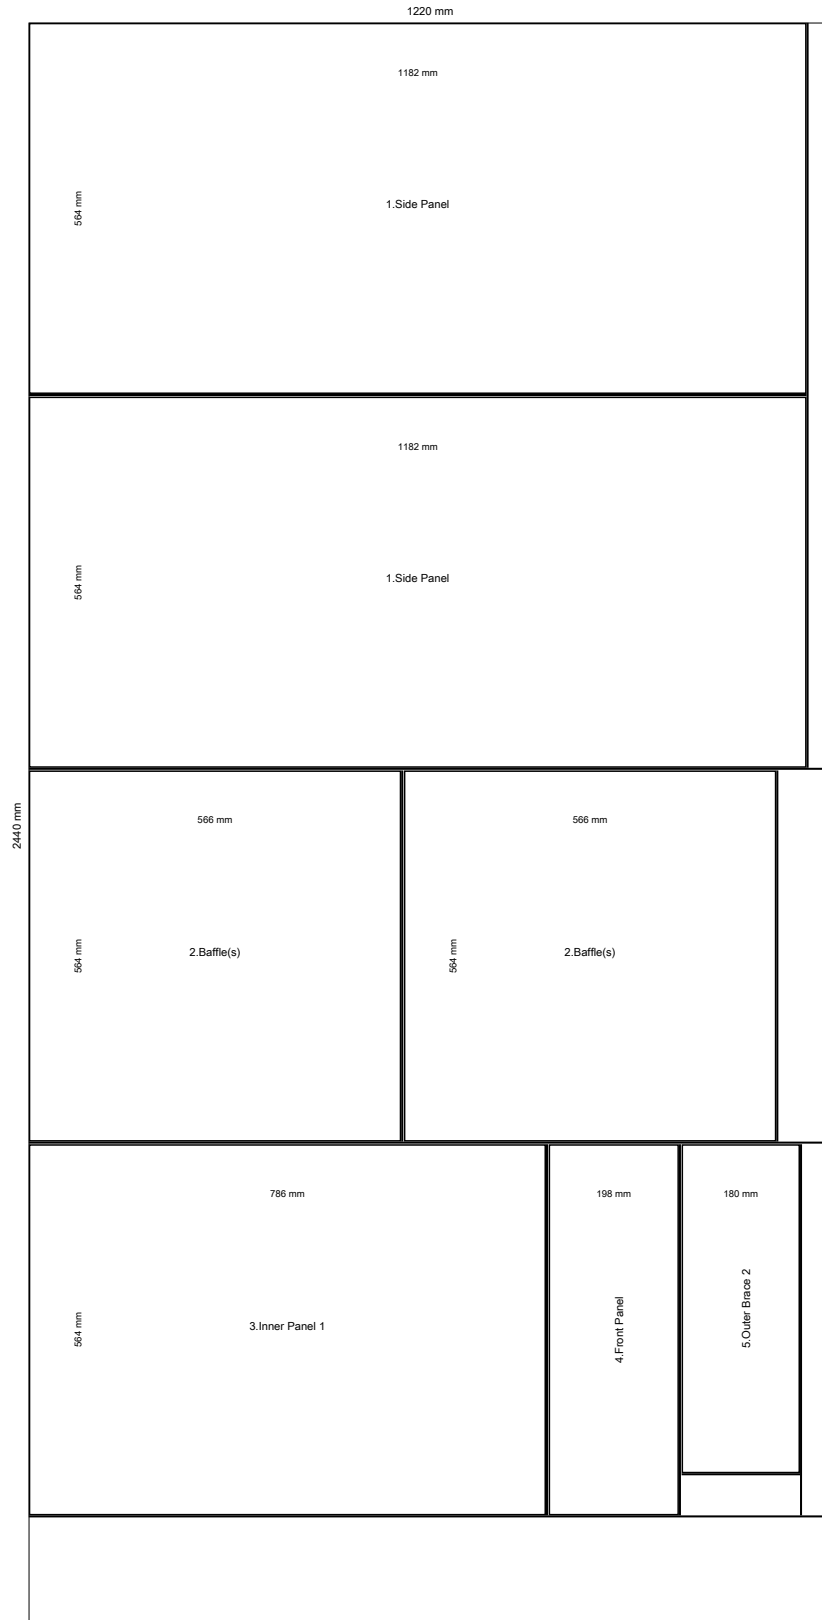 1220 mm
1182 mm
564 mm
1.Side Panel
1182 mm
564 mm
1.Side Panel
2440 mm
566 mm
566 mm
564 mm
2.Baffle(s)
564 mm
2.Baffle(s)
786 mm
198 mm
180 mm
564 mm
3.Inner Panel 1
4.Front Panel
5.Outer Brace 2